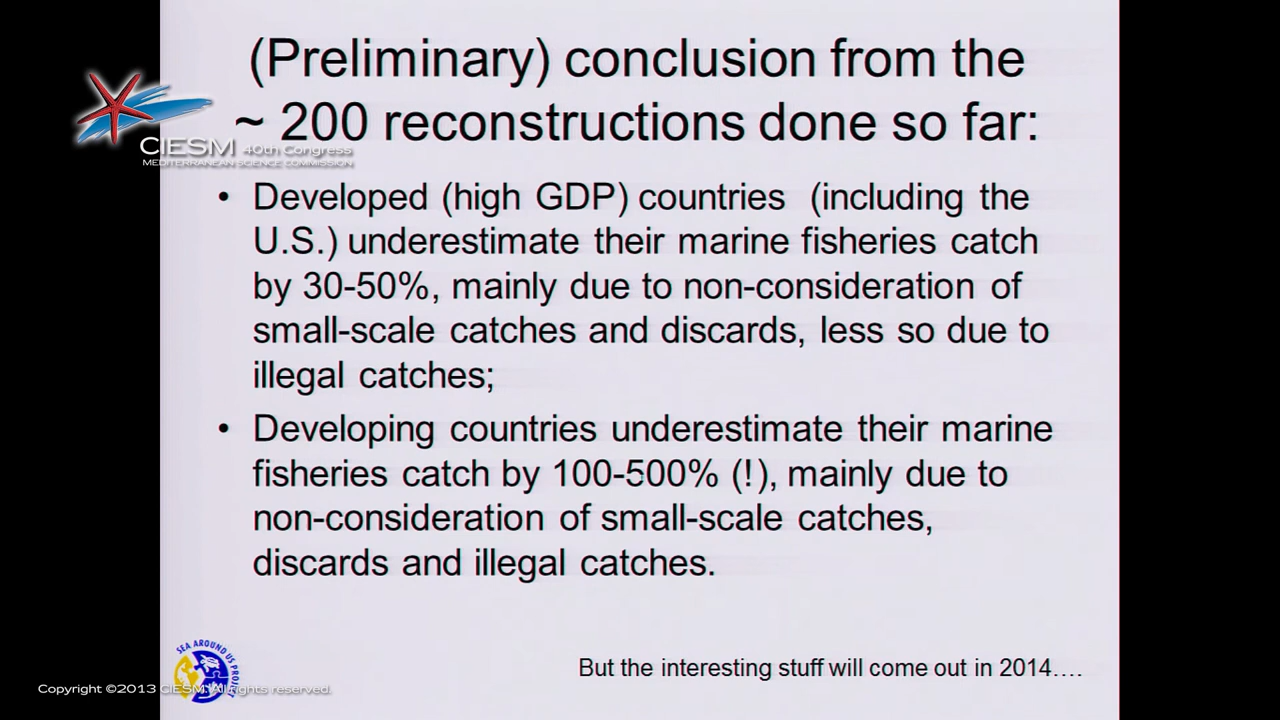 (Preliminary) conclusion from the
~ 200 reconstructions done so far:
CIESM 40th Congress
MEDITERRANEAN SCIENCE COMMISSION
• Developed (high GDP) countries (including the
U.S.) underestimate their marine fisheries catch
by 30-50%, mainly due to non-consideration of
small-scale catches and discards, less so due to
illegal catches;
• Developing countries underestimate their marine
fisheries catch by 100-500% (!), mainly due to
non-consideration of small-scale catches,
discards and illegal catches.
SEA AROUND US PROJECT
But the interesting stuff will come out in 2014….
Copyright ©2013 CIESM. All rights reserved.